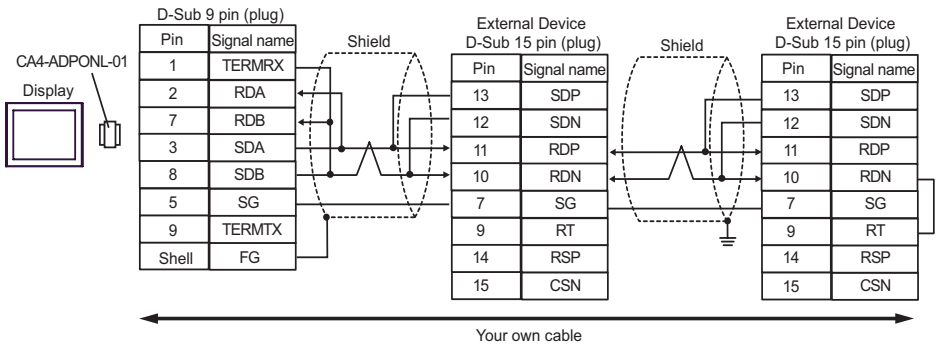 D-Sub 9 pin (plug)
Pin Signal name
1 TERMRX
2 RDA
7 RDB
3 SDA
8 SDB
5 SG
9 TERMTX
Shell FG
CA4-ADPONL-01
Display
Shield
External Device
D-Sub 15 pin (plug)
Pin Signal name
13 SDP
12 SDN
11 RDP
10 RDN
7 SG
9 RT
14 RSP
15 CSN
Shield
External Device
D-Sub 15 pin (plug)
Pin Signal name
13 SDP
12 SDN
11 RDP
10 RDN
7 SG
9 RT
14 RSP
15 CSN
Your own cable